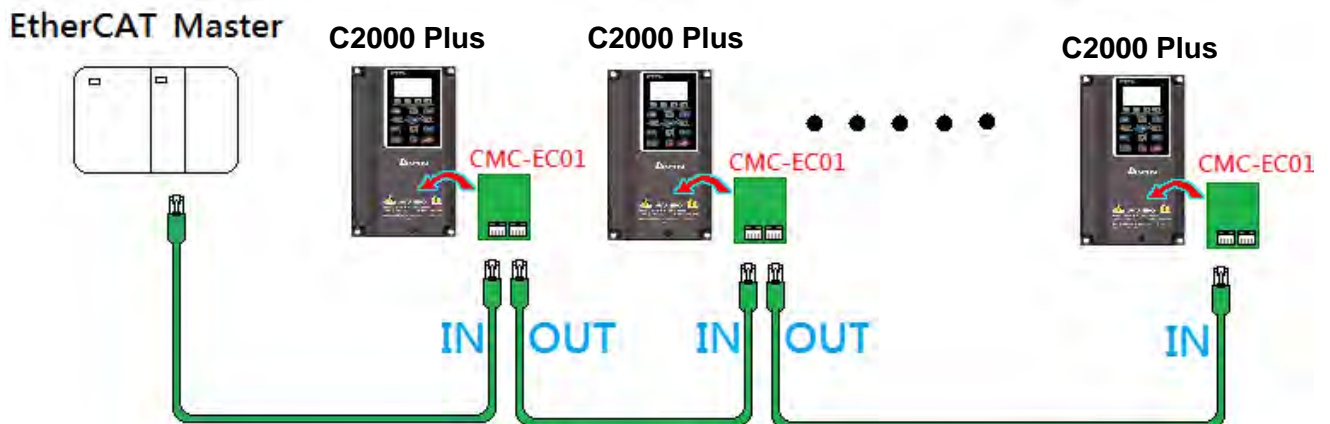 EtherCAT Master
C2000 Plus
C2000 Plus
C2000 Plus
CMC-EC01
CMC-EC01
CMC-EC01
IN
OUT
IN
OUT
IN